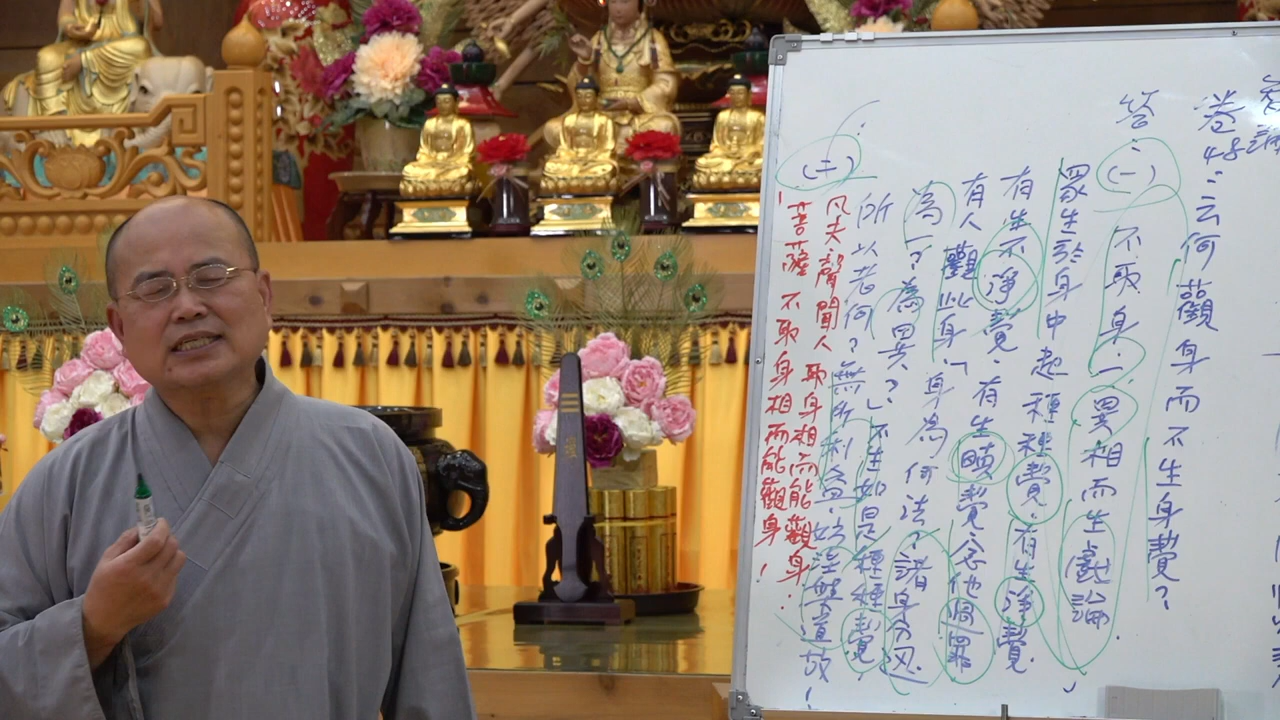 卷48:云何觀身而不生身覺?
答
(一) 不取身一、異相而生戲論
眾生於身中起種種覺.有生淨覺.
有生不淨覺.有生瞋覺念他過罪
有人觀此身「身為何法?諸身分
為一?為異?」不生如是種種覺
所以者何?無所利益.妨涅槃道故!
(二) 凡夫聲聞人取身相而能觀身.
菩薩不取身相而能觀身!